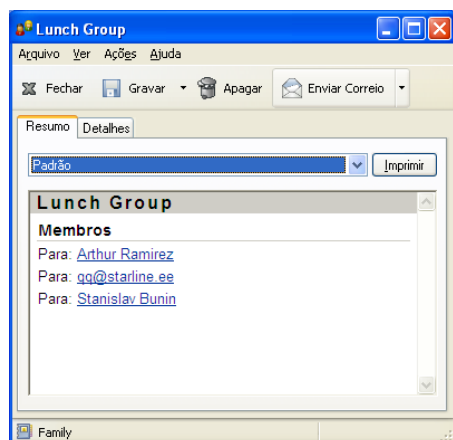 Lunch Group
Arquivo Ver Ações Ajuda
Fechar Gravar Apagar Enviar Correio
Resumo Detalhes
Padrão Imprimir
Lunch Group
Membros
Para: Arthur Ramirez
Para: qq@starline.ee
Para: Stanislav Bunin
Family